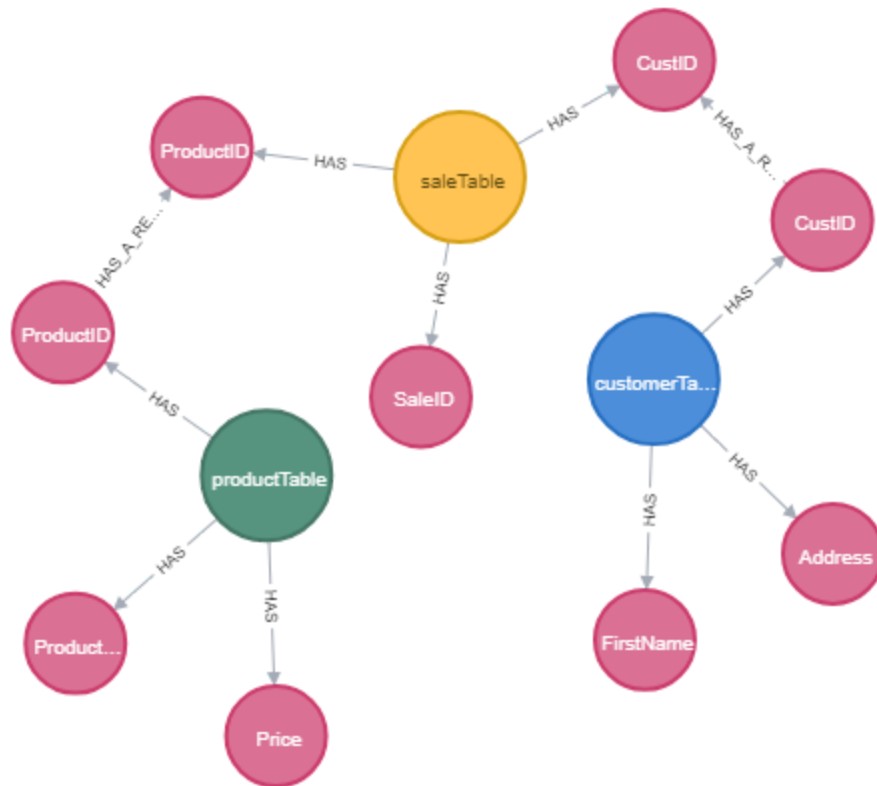 CustID
HAS
ProductID
HAS
saleTable
HAS_A_R...
CustID
HAS_A_RE...
HAS
HAS
ProductID
SaleID
customerTa...
HAS
productTable
HAS
HAS
HAS
Address
HAS
Product...
FirstName
Price